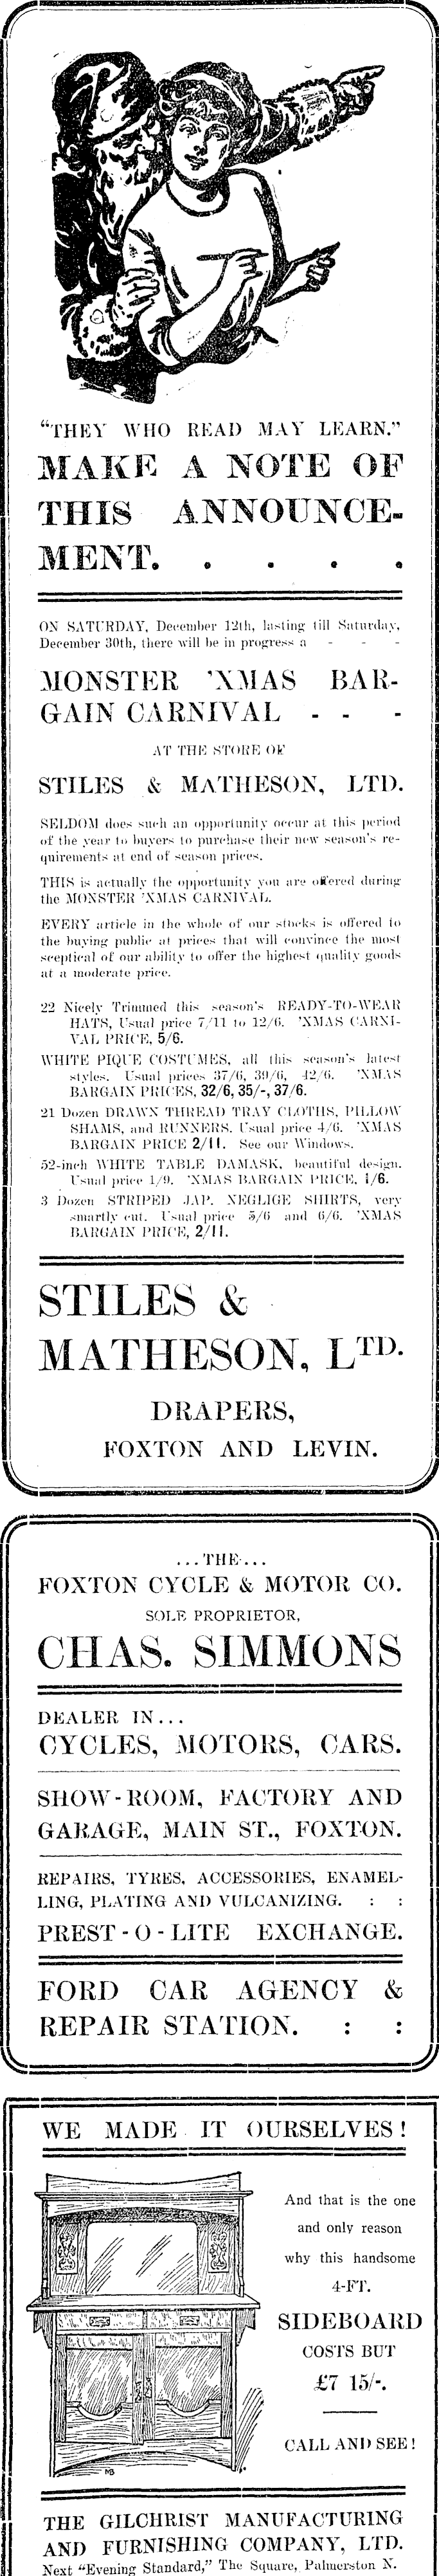 “THEY WHO READ MAY LEARN.”
MAKE A NOTE OF
THIS ANNOUNCE-
MENT. . . . .
ON SATURDAY, December 12th, lasting till Saturday,
December 30th, there will be in progress a - - -
MONSTER ’XMAS BAR-
GAIN CARNIVAL - - -
AT THE STORE OF
STILES & MATHESON, LTD.
SELDOM does such an opportunity occur at this period
of the year to buyers to purchase their new season’s re-
quirements at end of season prices.
THIS is actually the opportunity you are offered during
the MONSTER ’XMAS CARNIVAL.
EVERY article in the whole of our stocks is offered to
the buying public at prices that will convince the most
sceptical of our ability to offer the highest quality goods
at a moderate price.
22 Nicely Trimmed this season’s READY-TO-WEAR
HATS, Usual price 7/11 to 12/6. ’XMAS CARNI-
VAL PRICE, 5/6.
WHITE PIQUE COSTUMES, all this season’s latest
styles. Usual prices 37/6, 39/6, 42/6. ’XMAS
BARGAIN PRICES, 32/6, 35/-, 37/6.
21 Dozen DRAWN THREAD TRAY CLOTHS, PILLOW
SHAMS, and RUNNERS. Usual price 4/6. ’XMAS
BARGAIN PRICE 2/11. See our Windows.
52-inch WHITE TABLE DAMASK, beautiful design.
Usual price 1/9. ’XMAS BARGAIN PRICE, 1/6.
3 Dozen STRIPED JAP. NEGLIGE SHIRTS, very
smartly cut. Usual price 5/6 and 6/6. ’XMAS
BARGAIN PRICE, 2/11.
STILES &
MATHESON, LTD.
DRAPERS,
FOXTON AND LEVIN.
...THE...
FOXTON CYCLE & MOTOR CO.
SOLE PROPRIETOR,
CHAS. SIMMONS
DEALER IN...
CYCLES, MOTORS, CARS.
SHOW-ROOM, FACTORY AND
GARAGE, MAIN ST., FOXTON.
REPAIRS, TYRES, ACCESSORIES, ENAMEL-
LING, PLATING AND VULCANIZING. : :
PREST-O-LITE EXCHANGE.
FORD CAR AGENCY &
REPAIR STATION. : :
WE MADE IT OURSELVES!
And that is the one
and only reason
why this handsome
4-FT.
SIDEBOARD
COSTS BUT
£7 15/-.
CALL AND SEE!
MB
THE GILCHRIST MANUFACTURING
AND FURNISHING COMPANY, LTD.
Next “Evening Standard,” The Square, Palmerston N.